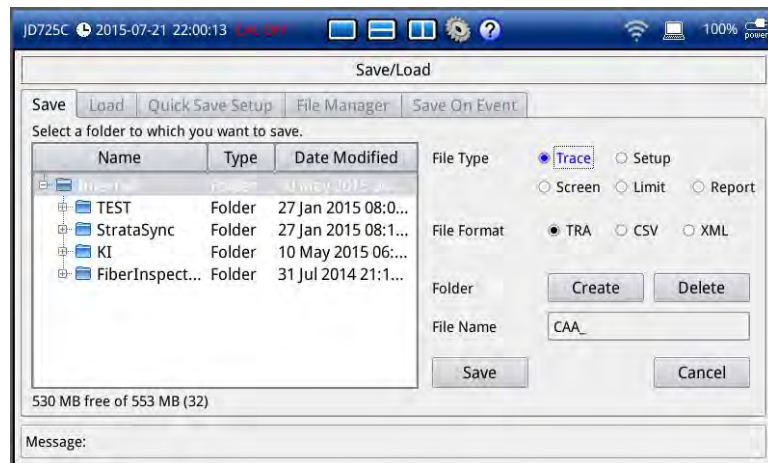 JD725C 2015-07-21 22:00:13 CAL OFF 100% power
Save/Load
Save Load Quick Save Setup File Manager Save On Event
Select a folder to which you want to save.
Name Type Date Modified
TEST Folder 27 Jan 2015 08:0...
StrataSync Folder 27 Jan 2015 08:1...
KI Folder 10 May 2015 06:...
FiberInspect... Folder 31 Jul 2014 21:1...
530 MB free of 553 MB (32)
File Type Trace Setup
Screen Limit Report
File Format TRA CSV XML
Folder Create Delete
File Name CAA_
Save Cancel
Message: